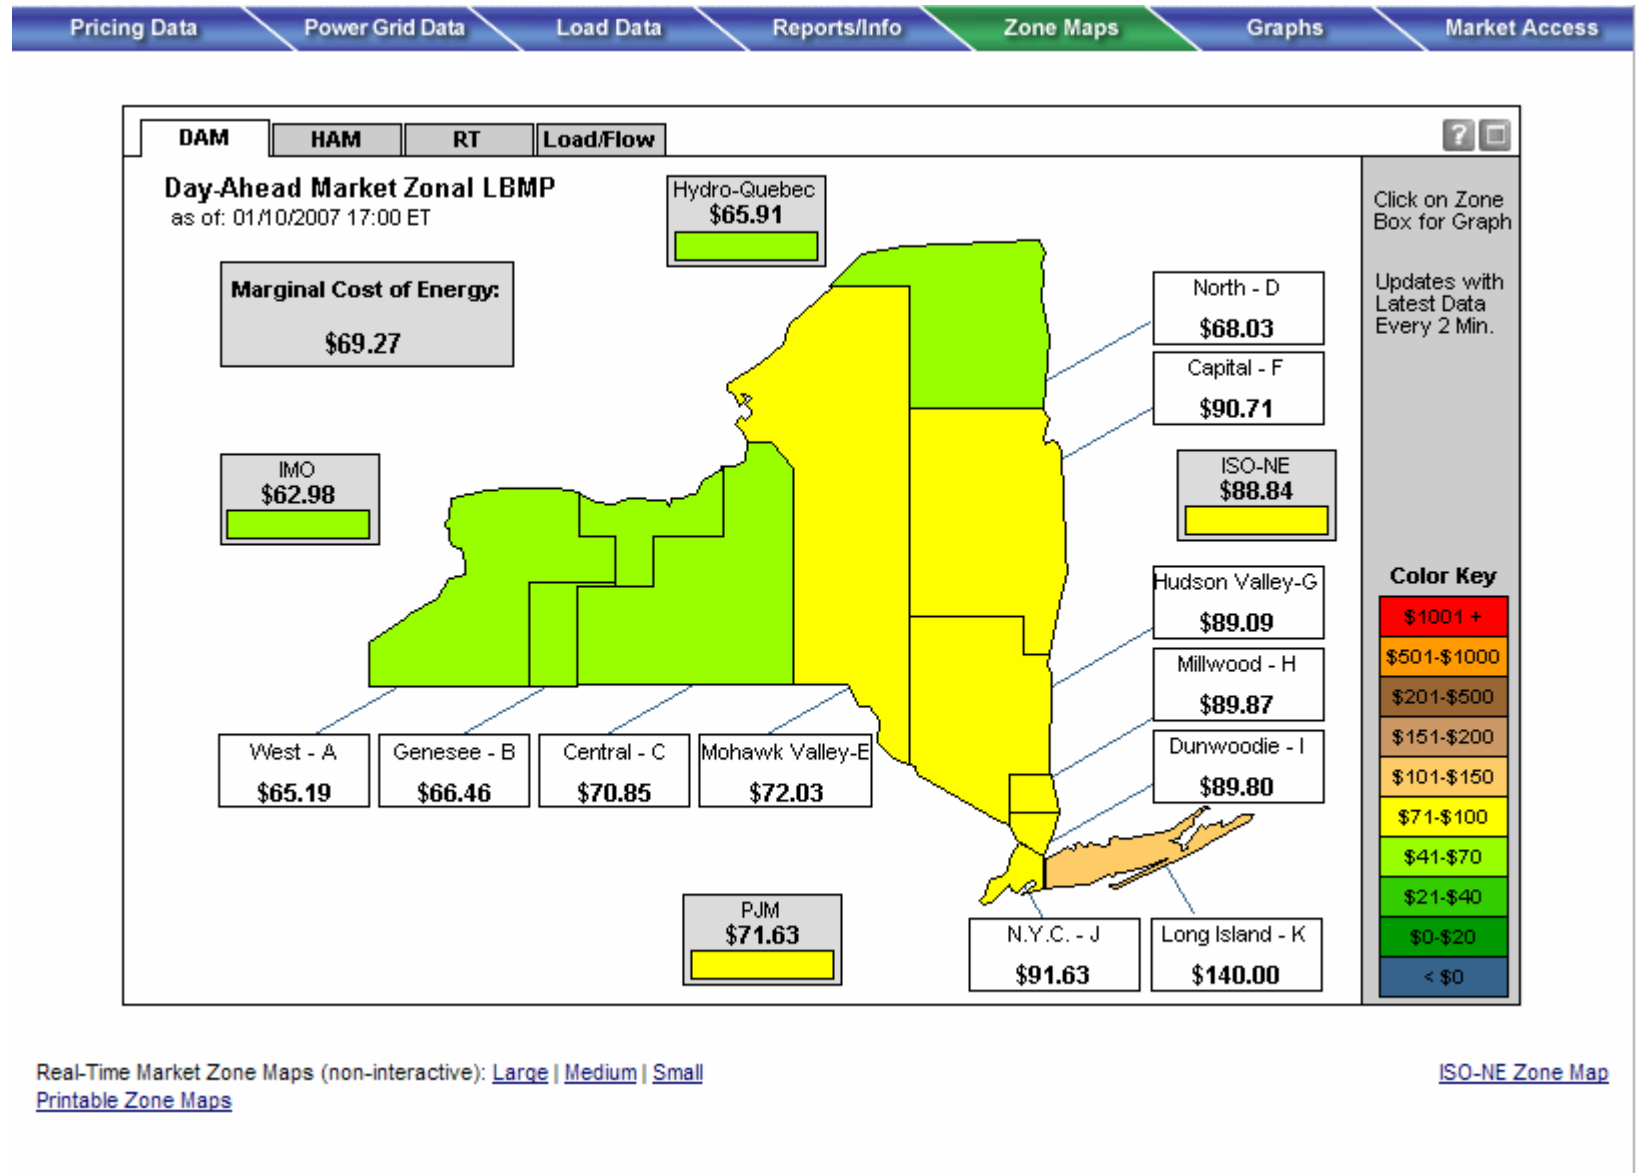 Pricing Data
Power Grid Data
Load Data
Reports/Info
Zone Maps
Graphs
Market Access
DAM
HAM
RT
Load/Flow
?
Day-Ahead Market Zonal LBMP
as of: 01/10/2007 17:00 ET
Marginal Cost of Energy:
$69.27
Hydro-Quebec
$65.91
Click on Zone
Box for Graph
Updates with
Latest Data
Every 2 Min.
North - D
$68.03
Capital - F
$90.71
IMO
$62.98
ISO-NE
$88.84
Hudson Valley-G
$89.09
Millwood - H
$89.87
Dunwoodie - I
$89.80
West - A
$65.19
Genesee - B
$66.46
Central - C
$70.85
Mohawk Valley-E
$72.03
PJM
$71.63
N.Y.C. - J
$91.63
Long Island - K
$140.00
Color Key
$1001 +
$501-$1000
$201-$500
$151-$200
$101-$150
$71-$100
$41-$70
$21-$40
$0-$20
< $0
Real-Time Market Zone Maps (non-interactive): Large | Medium | Small
Printable Zone Maps
ISO-NE Zone Map